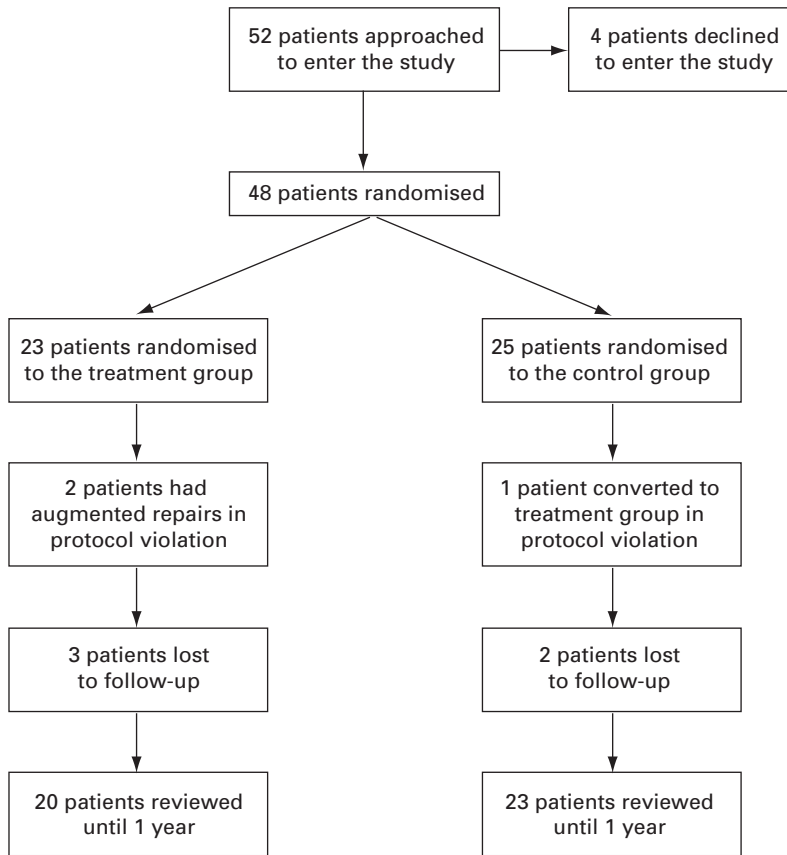 52 patients approached
to enter the study
4 patients declined
to enter the study
48 patients randomised
23 patients randomised
to the treatment group
25 patients randomised
to the control group
2 patients had
augmented repairs in
protocol violation
1 patient converted to
treatment group in
protocol violation
3 patients lost
to follow-up
2 patients lost
to follow-up
20 patients reviewed
until 1 year
23 patients reviewed
until 1 year